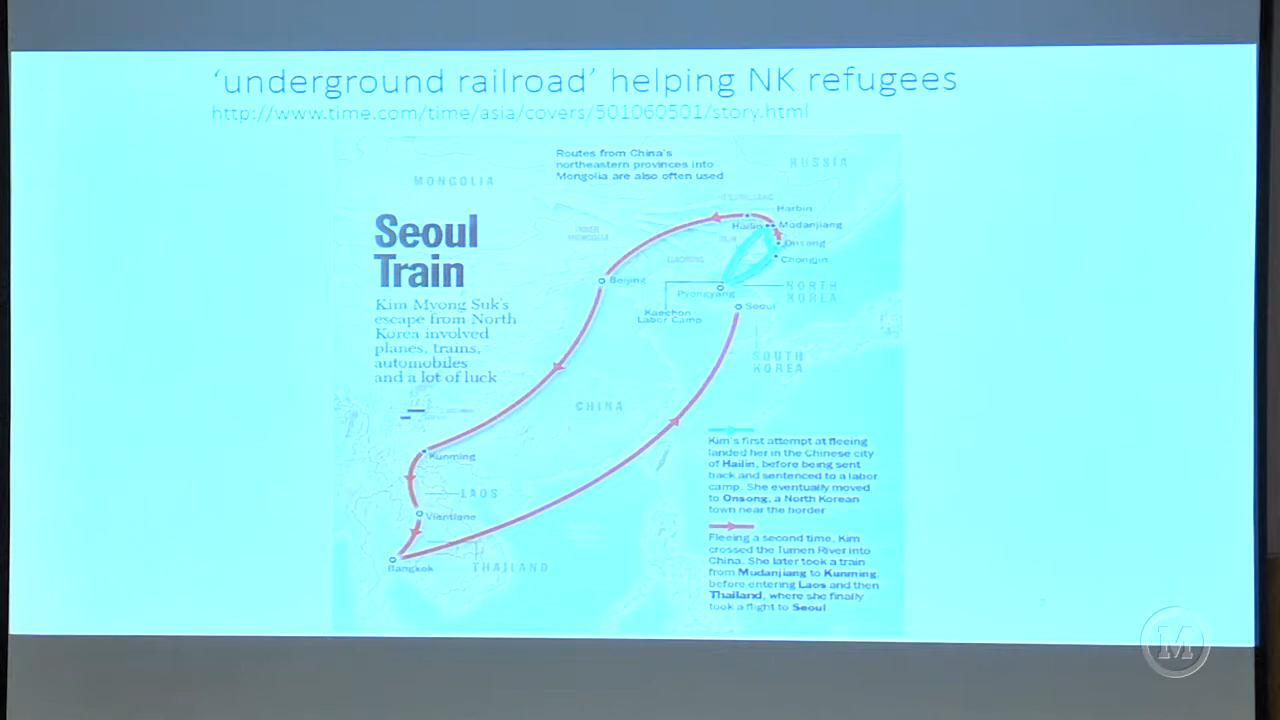 ‘underground railroad’ helping NK refugees
http://www.time.com/time/asia/covers/501060501/story.html
Routes from China's
northeastern provinces into
Mongolia are also often used
RUSSIA
MONGOLIA
Seoul
Train
Kim Myong Suk's
escape from North
Korea involved
planes, trains,
automobiles
and a lot of luck
Harbin
Hailin
Mudanjiang
INNER
MONGOLIA
JILIN
Onsong
LIAONING
Chongjin
Beijing
NORTH
KOREA
Pyongyang
Seoul
Kaechon
Labor Camp
SOUTH
KOREA
CHINA
Kim's first attempt at fleeing
landed her in the Chinese city
of Hailin, before being sent
back and sentenced to a labor
camp. She eventually moved
to Onsong, a North Korean
town near the border
Kunming
LAOS
Vientiane
Fleeing a second time, Kim
crossed the Tumen River into
China. She later took a train
from Mudanjiang to Kunming,
before entering Laos and then
Thailand, where she finally
took a flight to Seoul
Bangkok
THAILAND
7
M